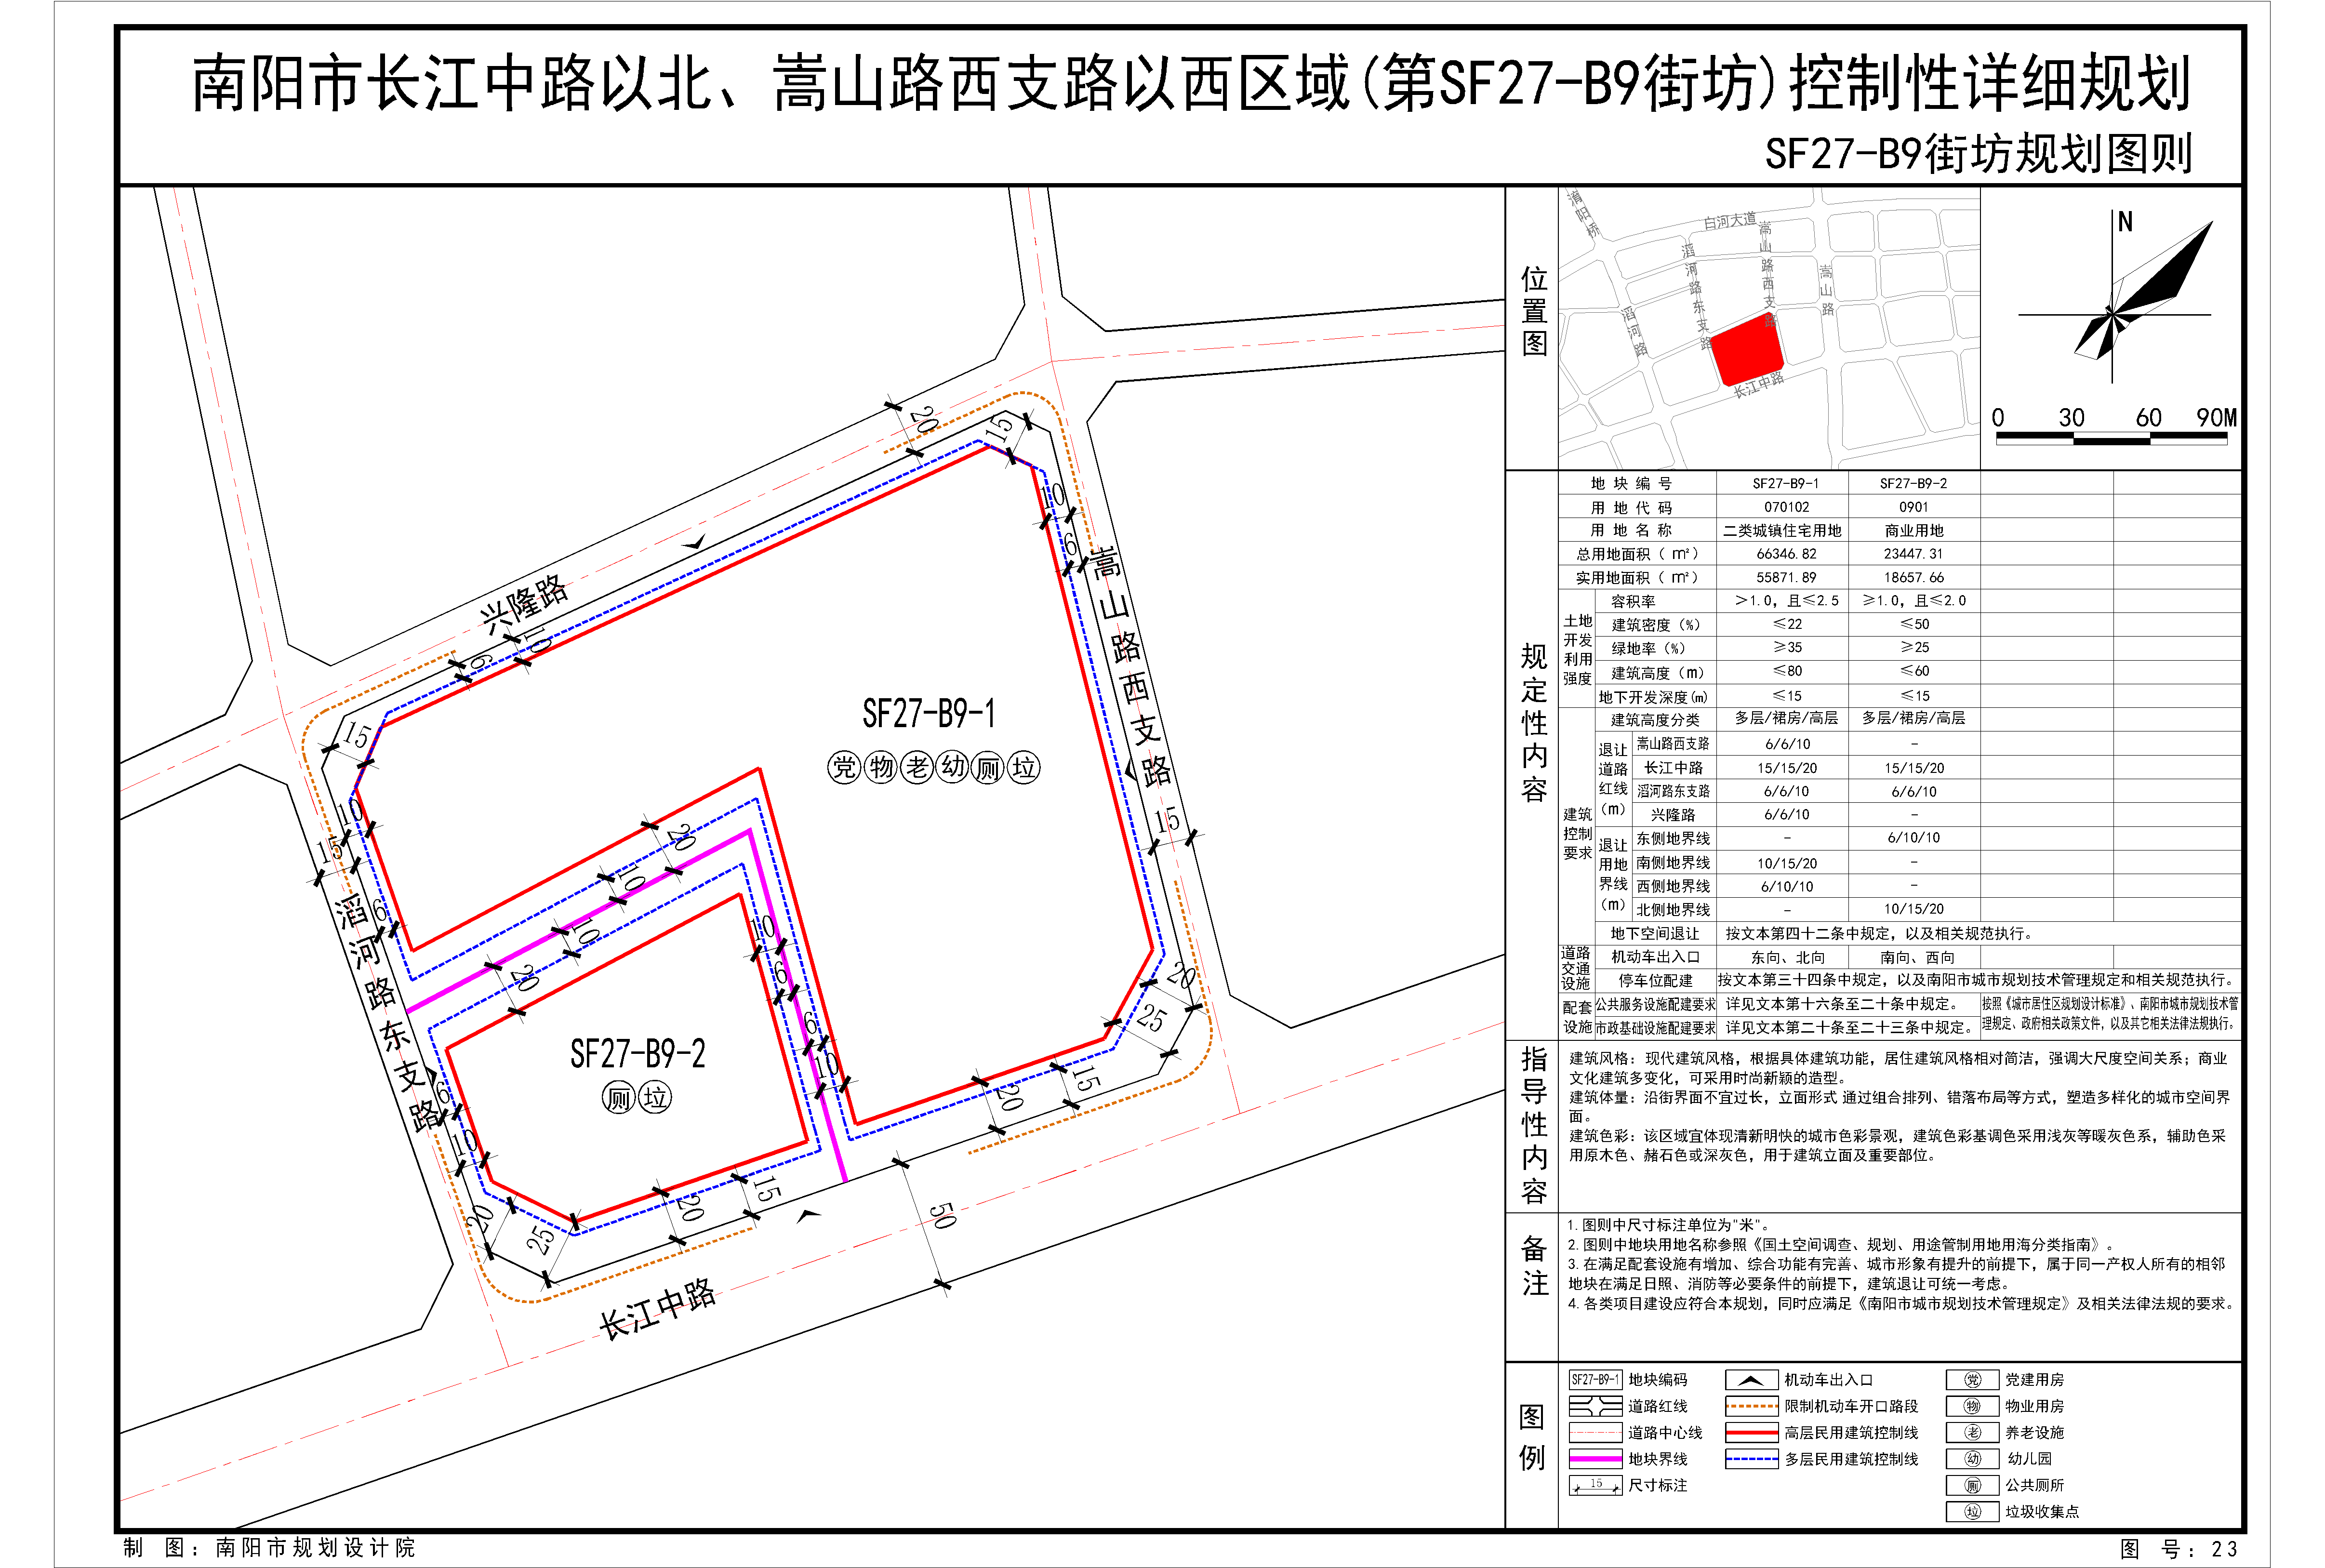 南阳市长江中路以北、嵩山路西支路以西区域(第SF27-B9街坊)控制性详细规划
SF27-B9街坊规划图则
兴隆路
嵩山路西支路
滔河路东支路
长江中路
SF27-B9-1
党 物 老 幼 厕 垃
SF27-B9-2
厕 垃
20
15
10
6
6
10
15
10
15
6
20
10
10
20
10
6
6
10
15
20
25
15
20
6
10
20
25
20
15
50
位置图
淯阳桥
白河大道
滔河路东支路
嵩山路西支路
嵩山路
滔河路
长江中路
N
0 30 60 90M
规定性内容
地块编号 SF27-B9-1 SF27-B9-2
用地代码 070102 0901
用地名称 二类城镇住宅用地 商业用地
总用地面积（㎡） 66346.82 23447.31
实用地面积（㎡） 55871.89 18657.66
土地开发利用强度
容积率 >1.0, 且≤2.5 ≥1.0, 且≤2.0
建筑密度（%） ≤22 ≤50
绿地率（%） ≥35 ≥25
建筑高度（m） ≤80 ≤60
地下开发深度(m) ≤15 ≤15
建筑控制要求
建筑高度分类 多层/裙房/高层 多层/裙房/高层
退让道路红线（m）
嵩山路西支路 6/6/10 -
长江中路 15/15/20 15/15/20
滔河路东支路 6/6/10 6/6/10
兴隆路 6/6/10 -
退让用地界线（m）
东侧地界线 - 6/10/10
南侧地界线 10/15/20 -
西侧地界线 6/10/10 -
北侧地界线 - 10/15/20
地下空间退让 按文本第四十二条中规定，以及相关规范执行。
道路交通设施
机动车出入口 东向、北向 南向、西向
停车位配建 按文本第三十四条中规定，以及南阳市城市规划技术管理规定和相关规范执行。
配套设施
公共服务设施配建要求 详见文本第十六条至二十条中规定。
市政基础设施配建要求 详见文本第二十条至二十三条中规定。
按照《城市居住区规划设计标准》、南阳市城市规划技术管
理规定、政府相关政策文件，以及其它相关法律法规执行。
指导性内容
建筑风格：现代建筑风格，根据具体建筑功能，居住建筑风格相对简洁，强调大尺度空间关系；商业
文化建筑多变化，可采用时尚新颖的造型。
建筑体量：沿街界面不宜过长，立面形式 通过组合排列、错落布局等方式，塑造多样化的城市空间界
面。
建筑色彩：该区域宜体现清新明快的城市色彩景观，建筑色彩基调色采用浅灰等暖灰色系，辅助色采
用原木色、赭石色或深灰色，用于建筑立面及重要部位。
备注
1.图则中尺寸标注单位为"米"。
2.图则中地块用地名称参照《国土空间调查、规划、用途管制用地用海分类指南》。
3.在满足配套设施有增加、综合功能有完善、城市形象有提升的前提下，属于同一产权人所有的相邻
地块在满足日照、消防等必要条件的前提下，建筑退让可统一考虑。
4.各类项目建设应符合本规划，同时应满足《南阳市城市规划技术管理规定》及相关法律法规的要求。
图例
SF27-B9-1 地块编码
机动车出入口
党 党建用房
道路红线
限制机动车开口路段
物 物业用房
道路中心线
高层民用建筑控制线
老 养老设施
地块界线
多层民用建筑控制线
幼 幼儿园
15 尺寸标注
厕 公共厕所
垃 垃圾收集点
制 图：南阳市规划设计院
图 号：23